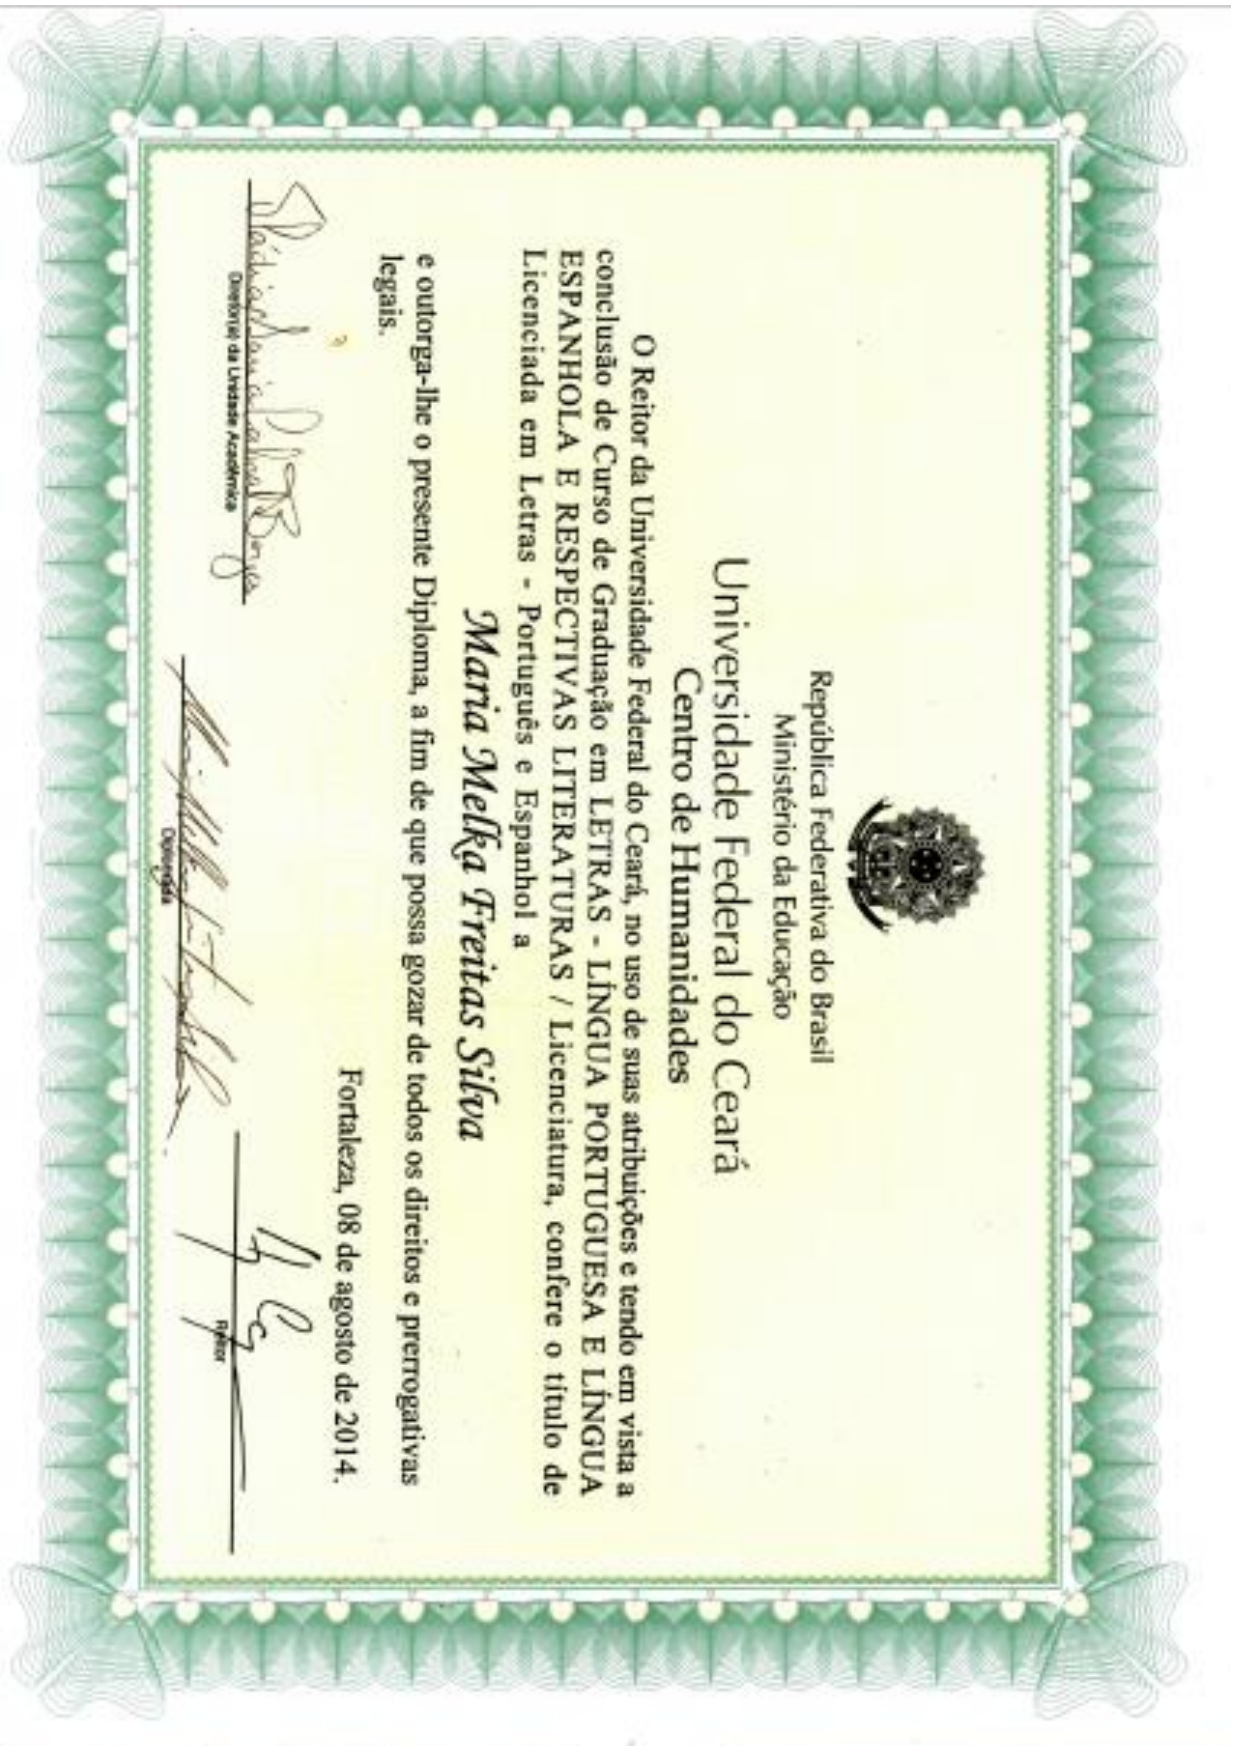 República Federativa do Brasil
Ministério da Educação
Universidade Federal do Ceará
Centro de Humanidades
O Reitor da Universidade Federal do Ceará, no uso de suas atribuições e tendo em vista a
conclusão de Curso de Graduação em LETRAS - LÍNGUA PORTUGUESA E LÍNGUA
ESPANHOLA E RESPECTIVAS LITERATURAS / Licenciatura, confere o título de
Licenciada em Letras - Português e Espanhol a
Maria Melka Freitas Silva
e outorga-lhe o presente Diploma, a fim de que possa gozar de todos os direitos e prerrogativas
legais.
Fortaleza, 08 de agosto de 2014.
Diretor(a) da Unidade Acadêmica
Diplomada
Reitor